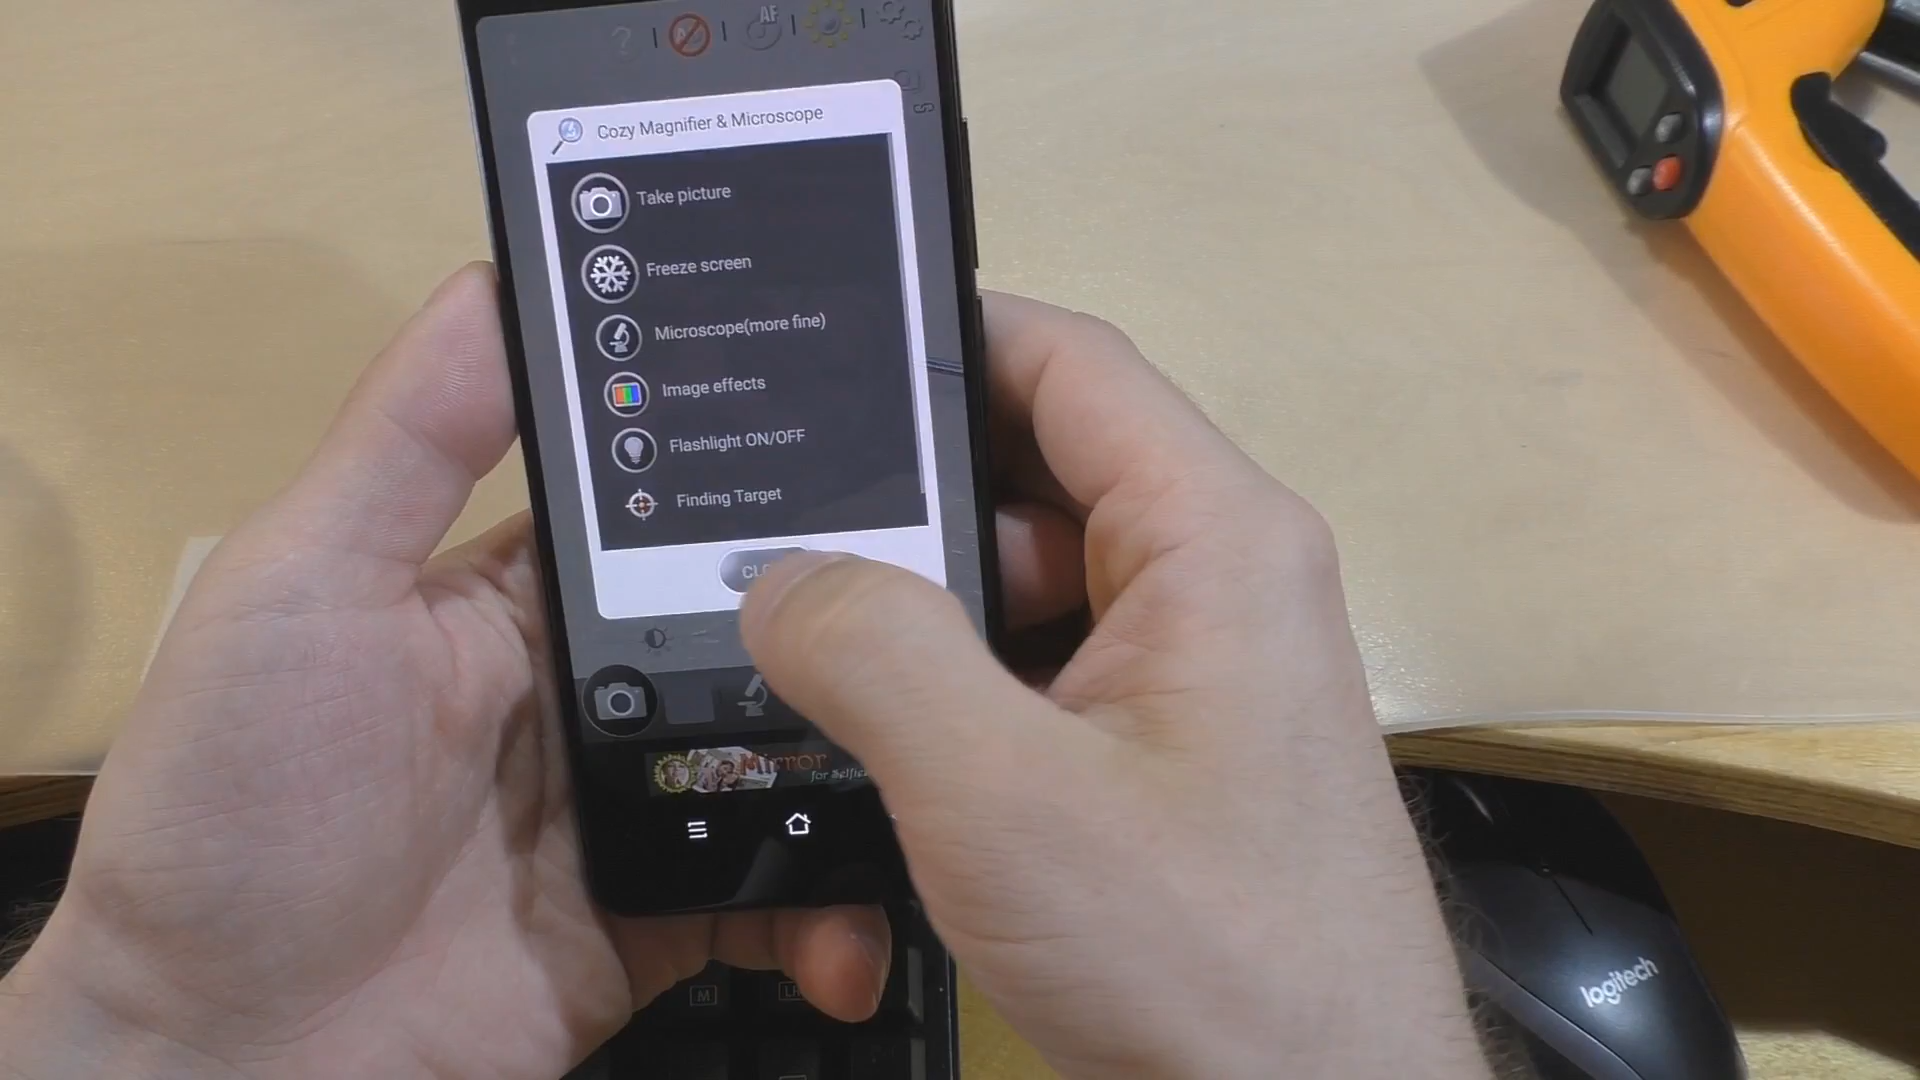 ?
AF
Cozy Magnifier & Microscope
Take picture
Freeze screen
Microscope(more fine)
Image effects
Flashlight ON/OFF
Finding Target
Mirror
for Selfie
M
logitech